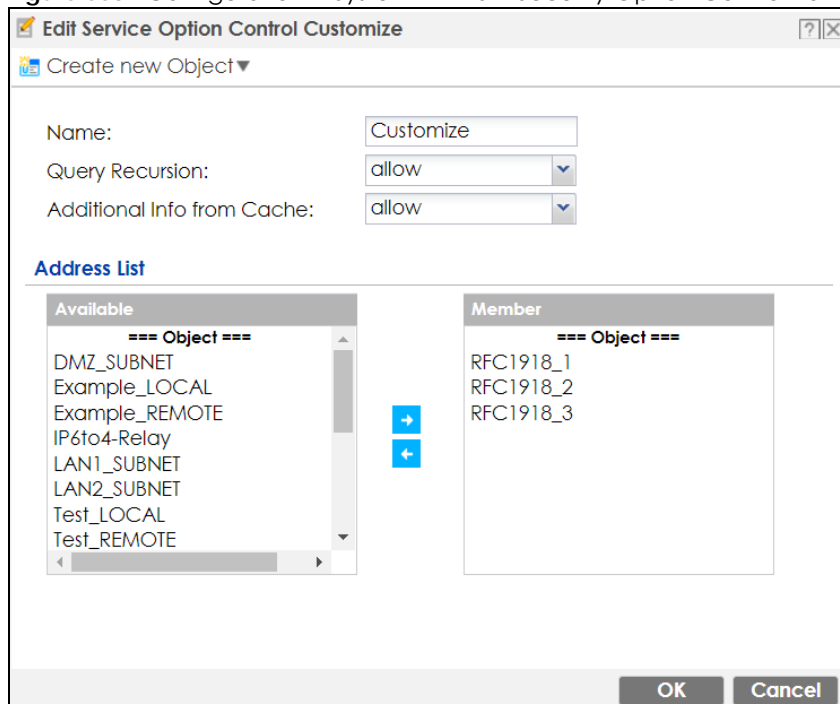 Edit Service Option Control Customize
Create new Object
Name: Customize
Query Recursion: allow
Additional Info from Cache: allow
Address List
Available
=== Object ===
DMZ_SUBNET
Example_LOCAL
Example_REMOTE
IP6to4-Relay
LAN1_SUBNET
LAN2_SUBNET
Test_LOCAL
Test_REMOTE
Member
=== Object ===
RFC1918_1
RFC1918_2
RFC1918_3
OK Cancel